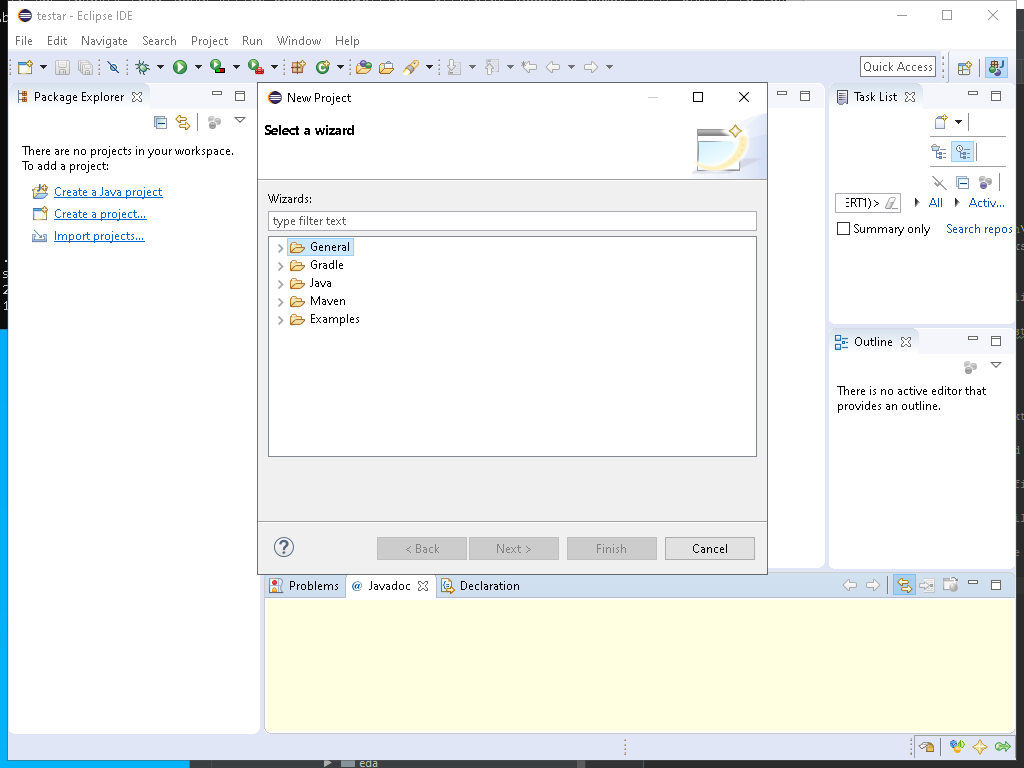 testar - Eclipse IDE
File Edit Navigate Search Project Run Window Help
Quick Access
Package Explorer
There are no projects in your workspace.
To add a project:
Create a Java project
Create a project...
Import projects...
New Project
Select a wizard
Wizards:
type filter text
General
Gradle
Java
Maven
Examples
?
< Back
Next >
Finish
Cancel
Task List
ERT1)>
All
Activ...
Summary only
Search repos
Outline
There is no active editor that
provides an outline.
Problems
@ Javadoc
Declaration
eda